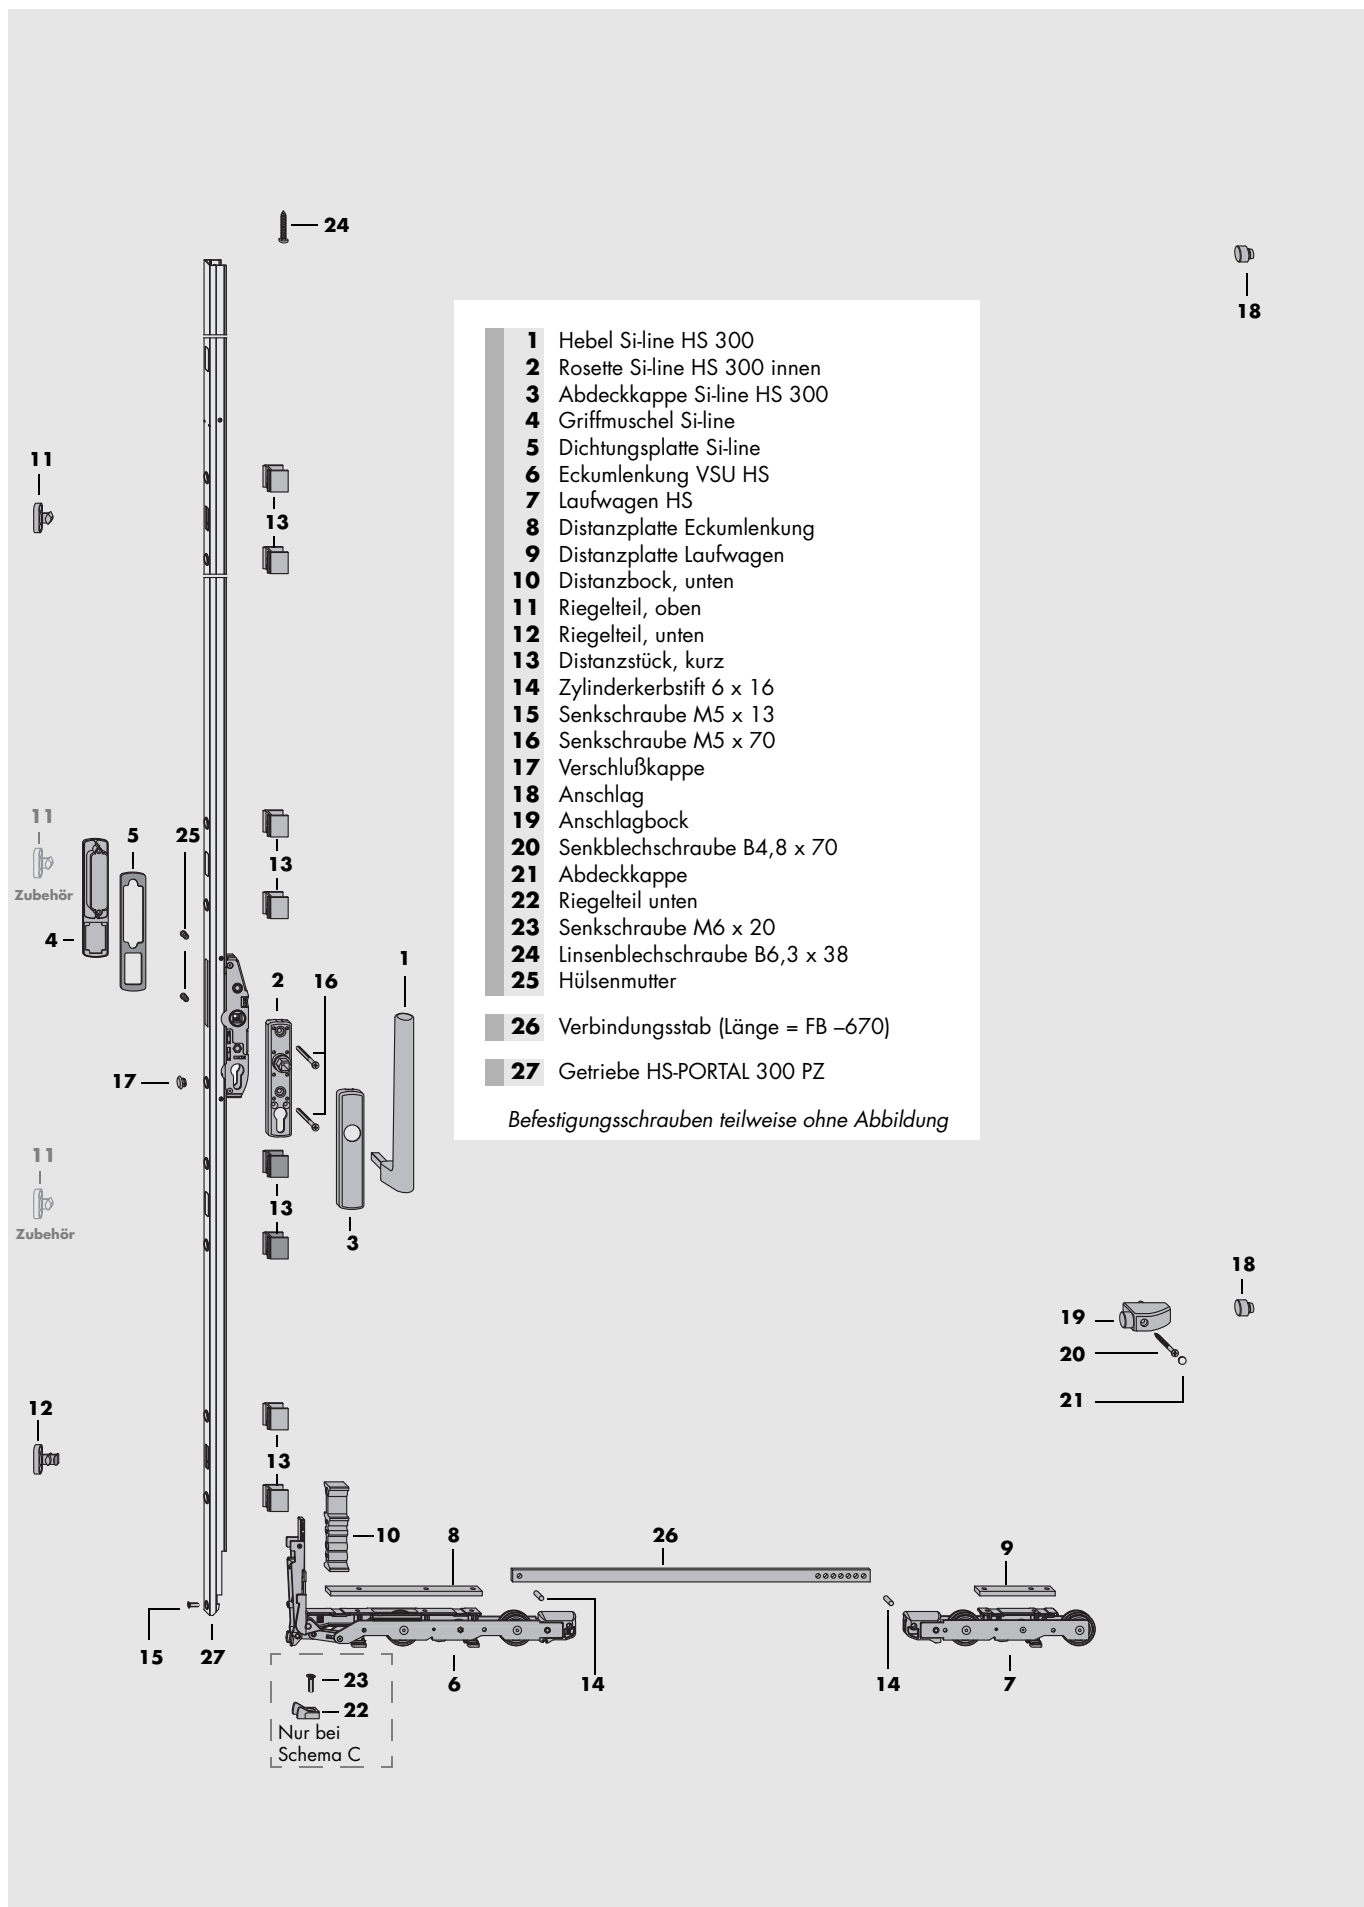 24
18
1 Hebel Si-line HS 300
2 Rosette Si-line HS 300 innen
3 Abdeckkappe Si-line HS 300
4 Griffmuschel Si-line
5 Dichtungsplatte Si-line
6 Eckumlenkung VSU HS
7 Laufwagen HS
8 Distanzplatte Eckumlenkung
9 Distanzplatte Laufwagen
10 Distanzbock, unten
11 Riegelteil, oben
12 Riegelteil, unten
13 Distanzstück, kurz
14 Zylinderkerbstift 6 x 16
15 Senkschraube M5 x 13
16 Senkschraube M5 x 70
17 Verschlußkappe
18 Anschlag
19 Anschlagbock
20 Senkblechschraube B4,8 x 70
21 Abdeckkappe
22 Riegelteil unten
23 Senkschraube M6 x 20
24 Linsenblechschraube B6,3 x 38
25 Hülsenmutter
26 Verbindungsstab (Länge = FB –670)
27 Getriebe HS-PORTAL 300 PZ
Befestigungsschrauben teilweise ohne Abbildung
11
13
11
Zubehör
5
25
13
4
1
2
16
17
11
Zubehör
13
3
18
19
20
21
12
13
10
8
26
9
15
27
6
14
14
7
23
22
Nur bei
Schema C